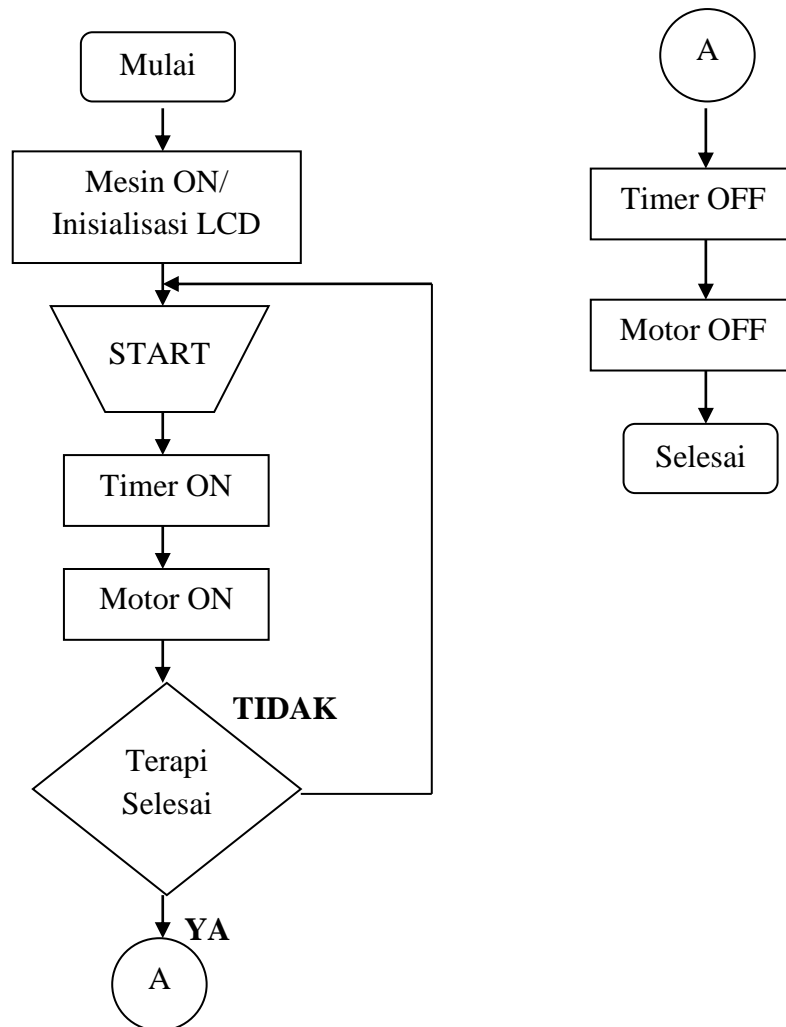 Mulai
Mesin ON/
Inisialisasi LCD
START
Timer ON
Motor ON
TIDAK
Terapi
Selesai
YA
A
A
Timer OFF
Motor OFF
Selesai